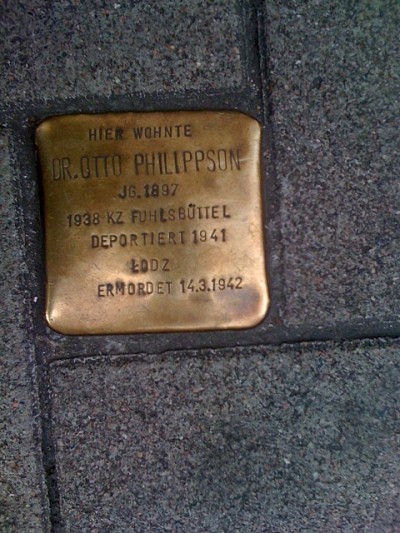 HIER WOHNTE
DR. OTTO PHILIPPSON
JG. 1897
1938 KZ FUHLSBÜTTEL
DEPORTIERT 1941
ŁODZ
ERMORDET 14.3.1942